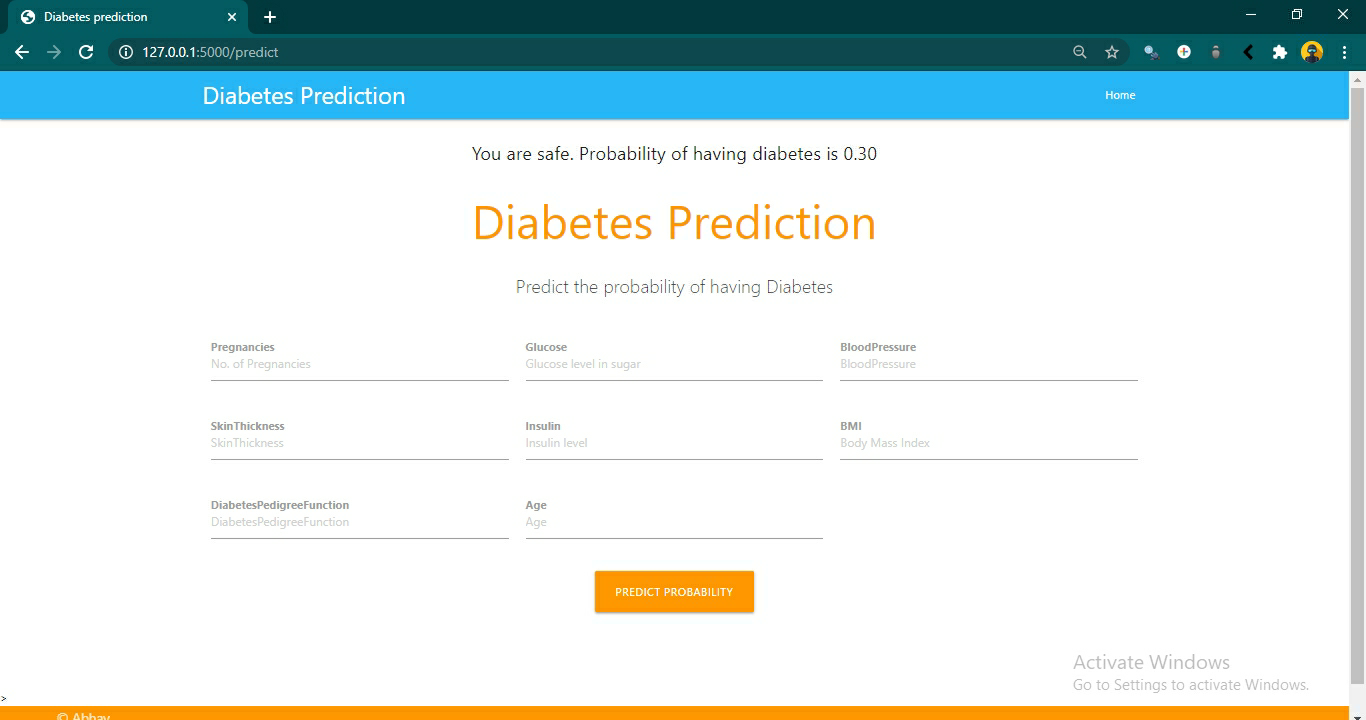 Diabetes prediction
127.0.0.1:5000/predict
Diabetes Prediction Home
You are safe. Probability of having diabetes is 0.30
Diabetes Prediction
Predict the probability of having Diabetes
Pregnancies Glucose BloodPressure
No. of Pregnancies Glucose level in sugar BloodPressure
SkinThickness Insulin BMI
SkinThickness Insulin level Body Mass Index
DiabetesPedigreeFunction Age
DiabetesPedigreeFunction Age
PREDICT PROBABILITY
Activate Windows
Go to Settings to activate Windows.
>
© Abhay